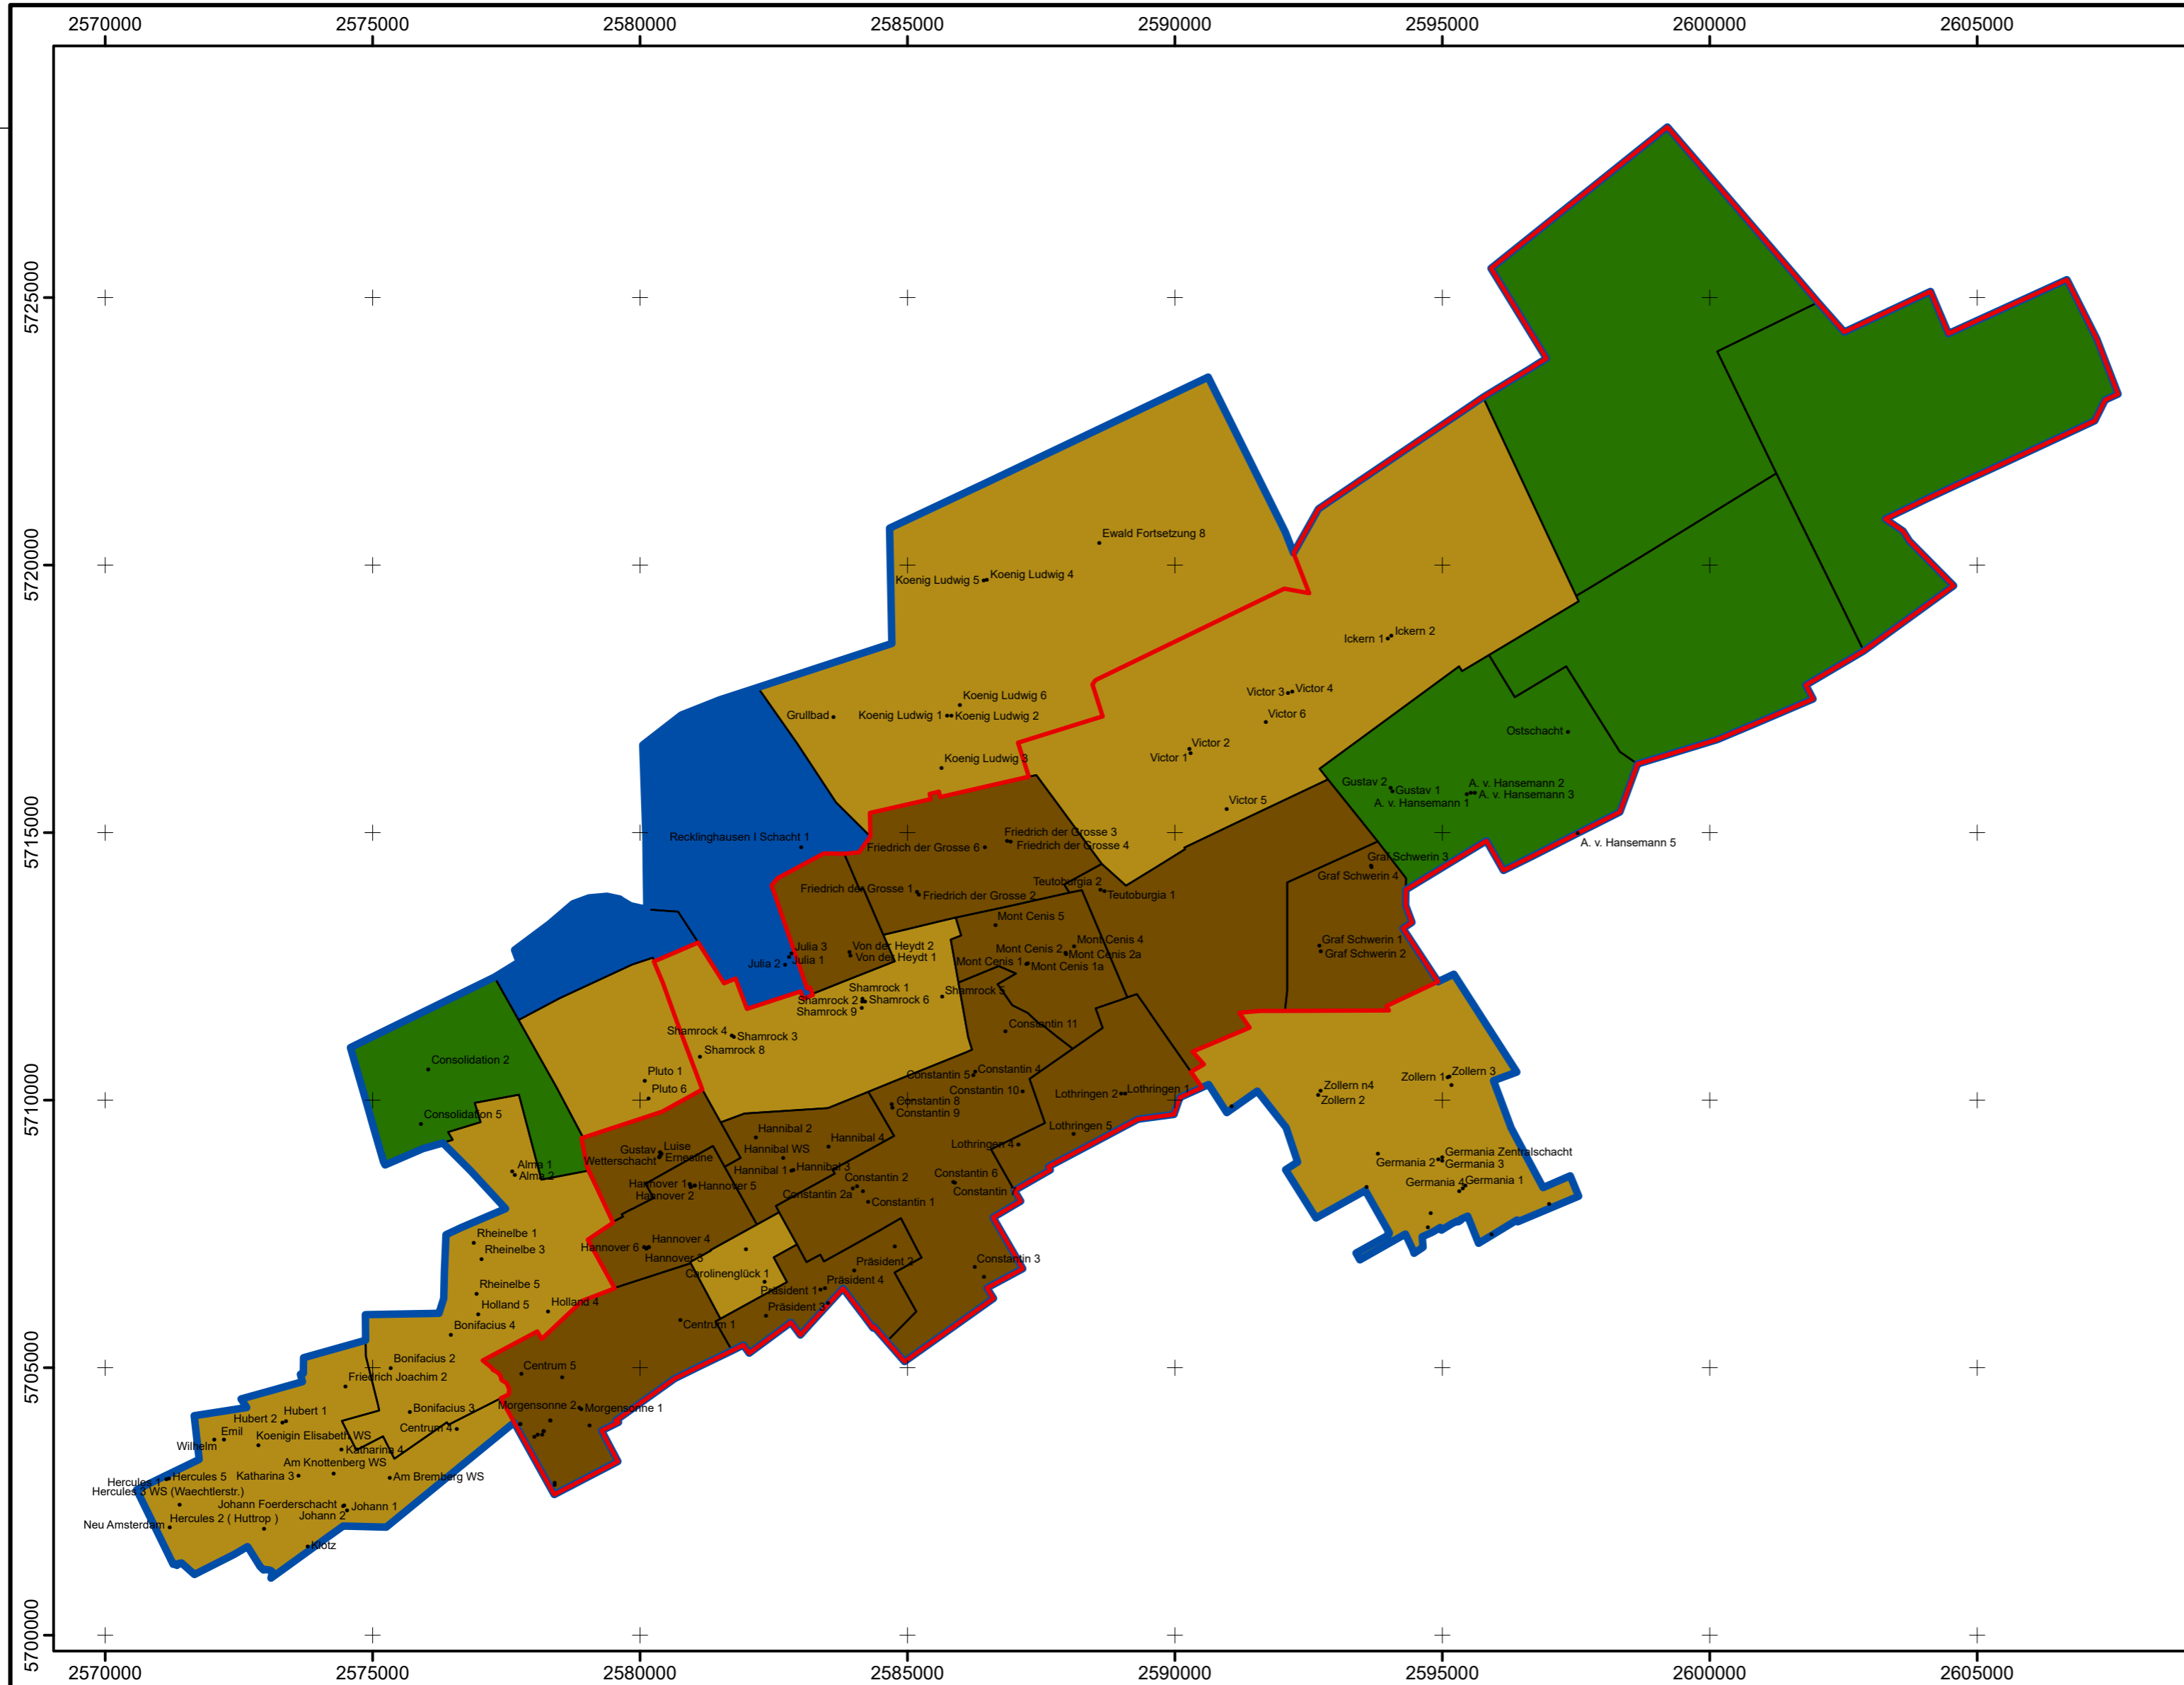 2570000 2575000 2580000 2585000 2590000 2595000 2600000 2605000
5725000
5720000
5715000
5710000
5705000
5700000
Ewald Fortsetzung 8
Koenig Ludwig 5
Koenig Ludwig 4
Ickern 1
Ickern 2
Koenig Ludwig 6
Grullbad
Koenig Ludwig 1
Koenig Ludwig 2
Victor 3
Victor 4
Victor 6
Victor 2
Victor 1
Ostschacht
Koenig Ludwig 3
Gustav 2
Gustav 1
A. v. Hansemann 2
A. v. Hansemann 3
A. v. Hansemann 1
Victor 5
A. v. Hansemann 5
Recklinghausen I Schacht 1
Friedrich der Grosse 3
Friedrich der Grosse 4
Friedrich der Grosse 6
Graf Schwerin 3
Graf Schwerin 4
Teutoburgia 2
Teutoburgia 1
Friedrich der Grosse 1
Friedrich der Grosse 2
Mont Cenis 5
Mont Cenis 4
Mont Cenis 2
Mont Cenis 2a
Mont Cenis 1
Mont Cenis 1a
Graf Schwerin 1
Graf Schwerin 2
Julia 3
Julia 2
Julia 1
Von der Heydt 2
Von der Heydt 1
Shamrock 1
Shamrock 2
Shamrock 6
Shamrock 9
Shamrock 5
Shamrock 4
Shamrock 3
Shamrock 8
Constantin 11
Consolidation 2
Pluto 1
Pluto 6
Constantin 5
Constantin 4
Constantin 10
Constantin 8
Constantin 9
Lothringen 2
Lothringen 1
Zollern 1
Zollern 3
Zollern n4
Zollern 2
Consolidation 5
Hannibal 2
Hannibal 4
Hannibal WS
Hannibal 1
Hannibal 3
Lothringen 5
Lothringen 4
Gustav
Luise
Wetterschacht
Ernestine
Germania Zentralschacht
Germania 2
Germania 3
Germania 4
Germania 1
Alma 1
Alma 2
Hannover 1
Hannover 5
Hannover 2
Constantin 2
Constantin 2a
Constantin 1
Constantin 6
Constantin 7
Rheinelbe 1
Rheinelbe 3
Hannover 4
Hannover 6
Hannover 3
Carolinenglück 1
Präsident 2
Präsident 4
Präsident 1
Präsident 3
Constantin 3
Rheinelbe 5
Holland 5
Holland 4
Bonifacius 4
Centrum 1
Bonifacius 2
Centrum 5
Friedrich Joachim 2
Bonifacius 3
Morgensonne 2
Morgensonne 1
Hubert 2
Hubert 1
Emil
Wilhelm
Koenigin Elisabeth WS
Centrum 4
Katharina 4
Am Knottenberg WS
Katharina 3
Am Bremberg WS
Hercules 1
Hercules 5
Hercules 3 WS (Waechtlerstr.)
Johann Foerderschacht
Johann 1
Johann 2
Neu Amsterdam
Hercules 2 ( Huttrop )
Klotz
2570000 2575000 2580000 2585000 2590000 2595000 2600000 2605000